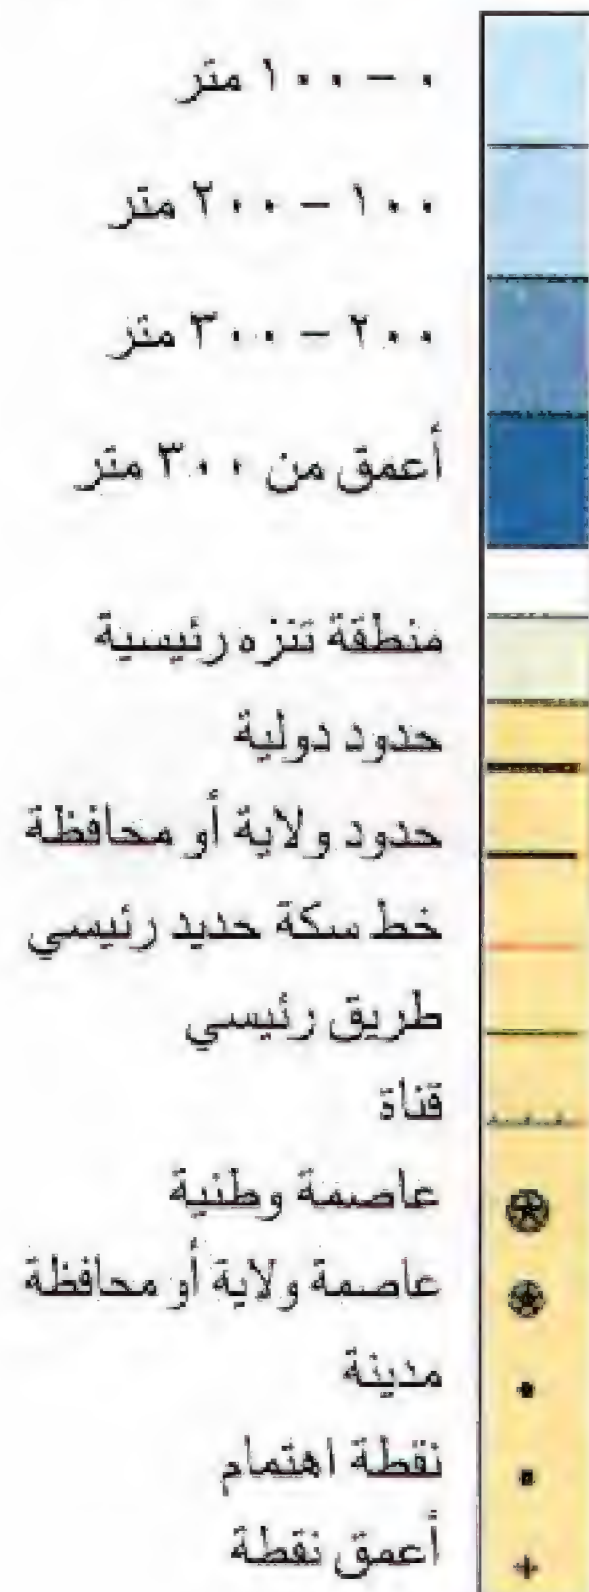 ٠ – ١٠٠ متر
١٠٠ – ٢٠٠ متر
٢٠٠ – ٣٠٠ متر
أعمق من ٣٠٠ متر
منطقة تنزه رئيسية
حدود دولية
حدود ولاية أو محافظة
خط سكة حديد رئيسي
طريق رئيسي
قناة
عاصمة وطنية
عاصمة ولاية أو محافظة
مدينة
نقطة اهتمام
أعمق نقطة